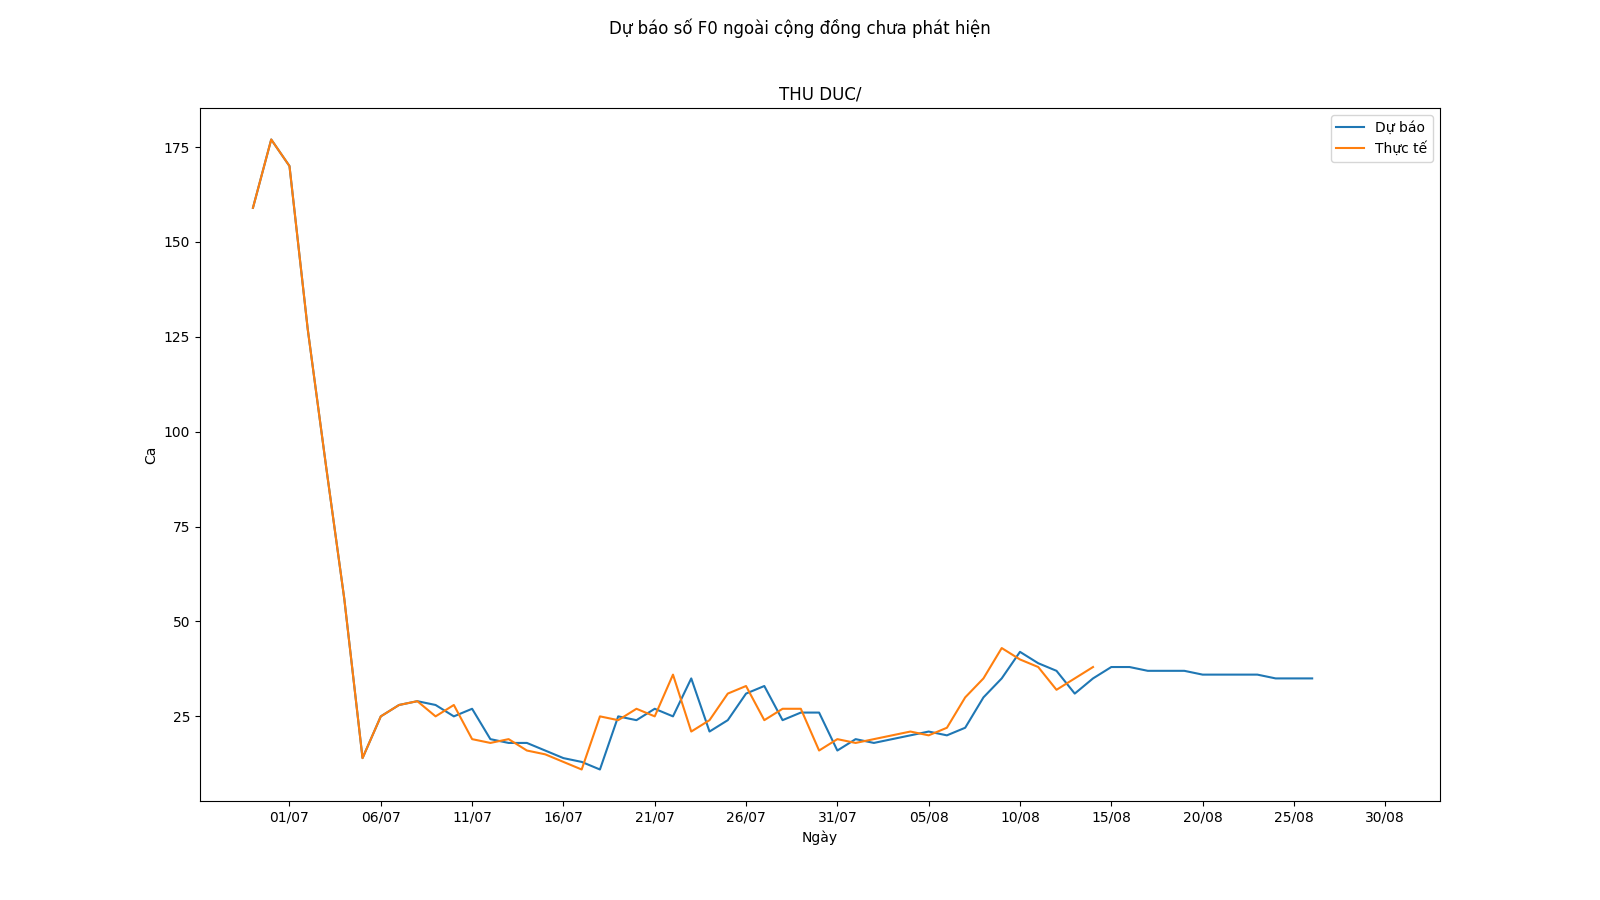 Dự báo số F0 ngoài cộng đồng chưa phát hiện
THU DUC/
Dự báo
Thực tế
175
150
125
100
75
50
25
Ca
01/07 06/07 11/07 16/07 21/07 26/07 31/07 05/08 10/08 15/08 20/08 25/08 30/08
Ngày